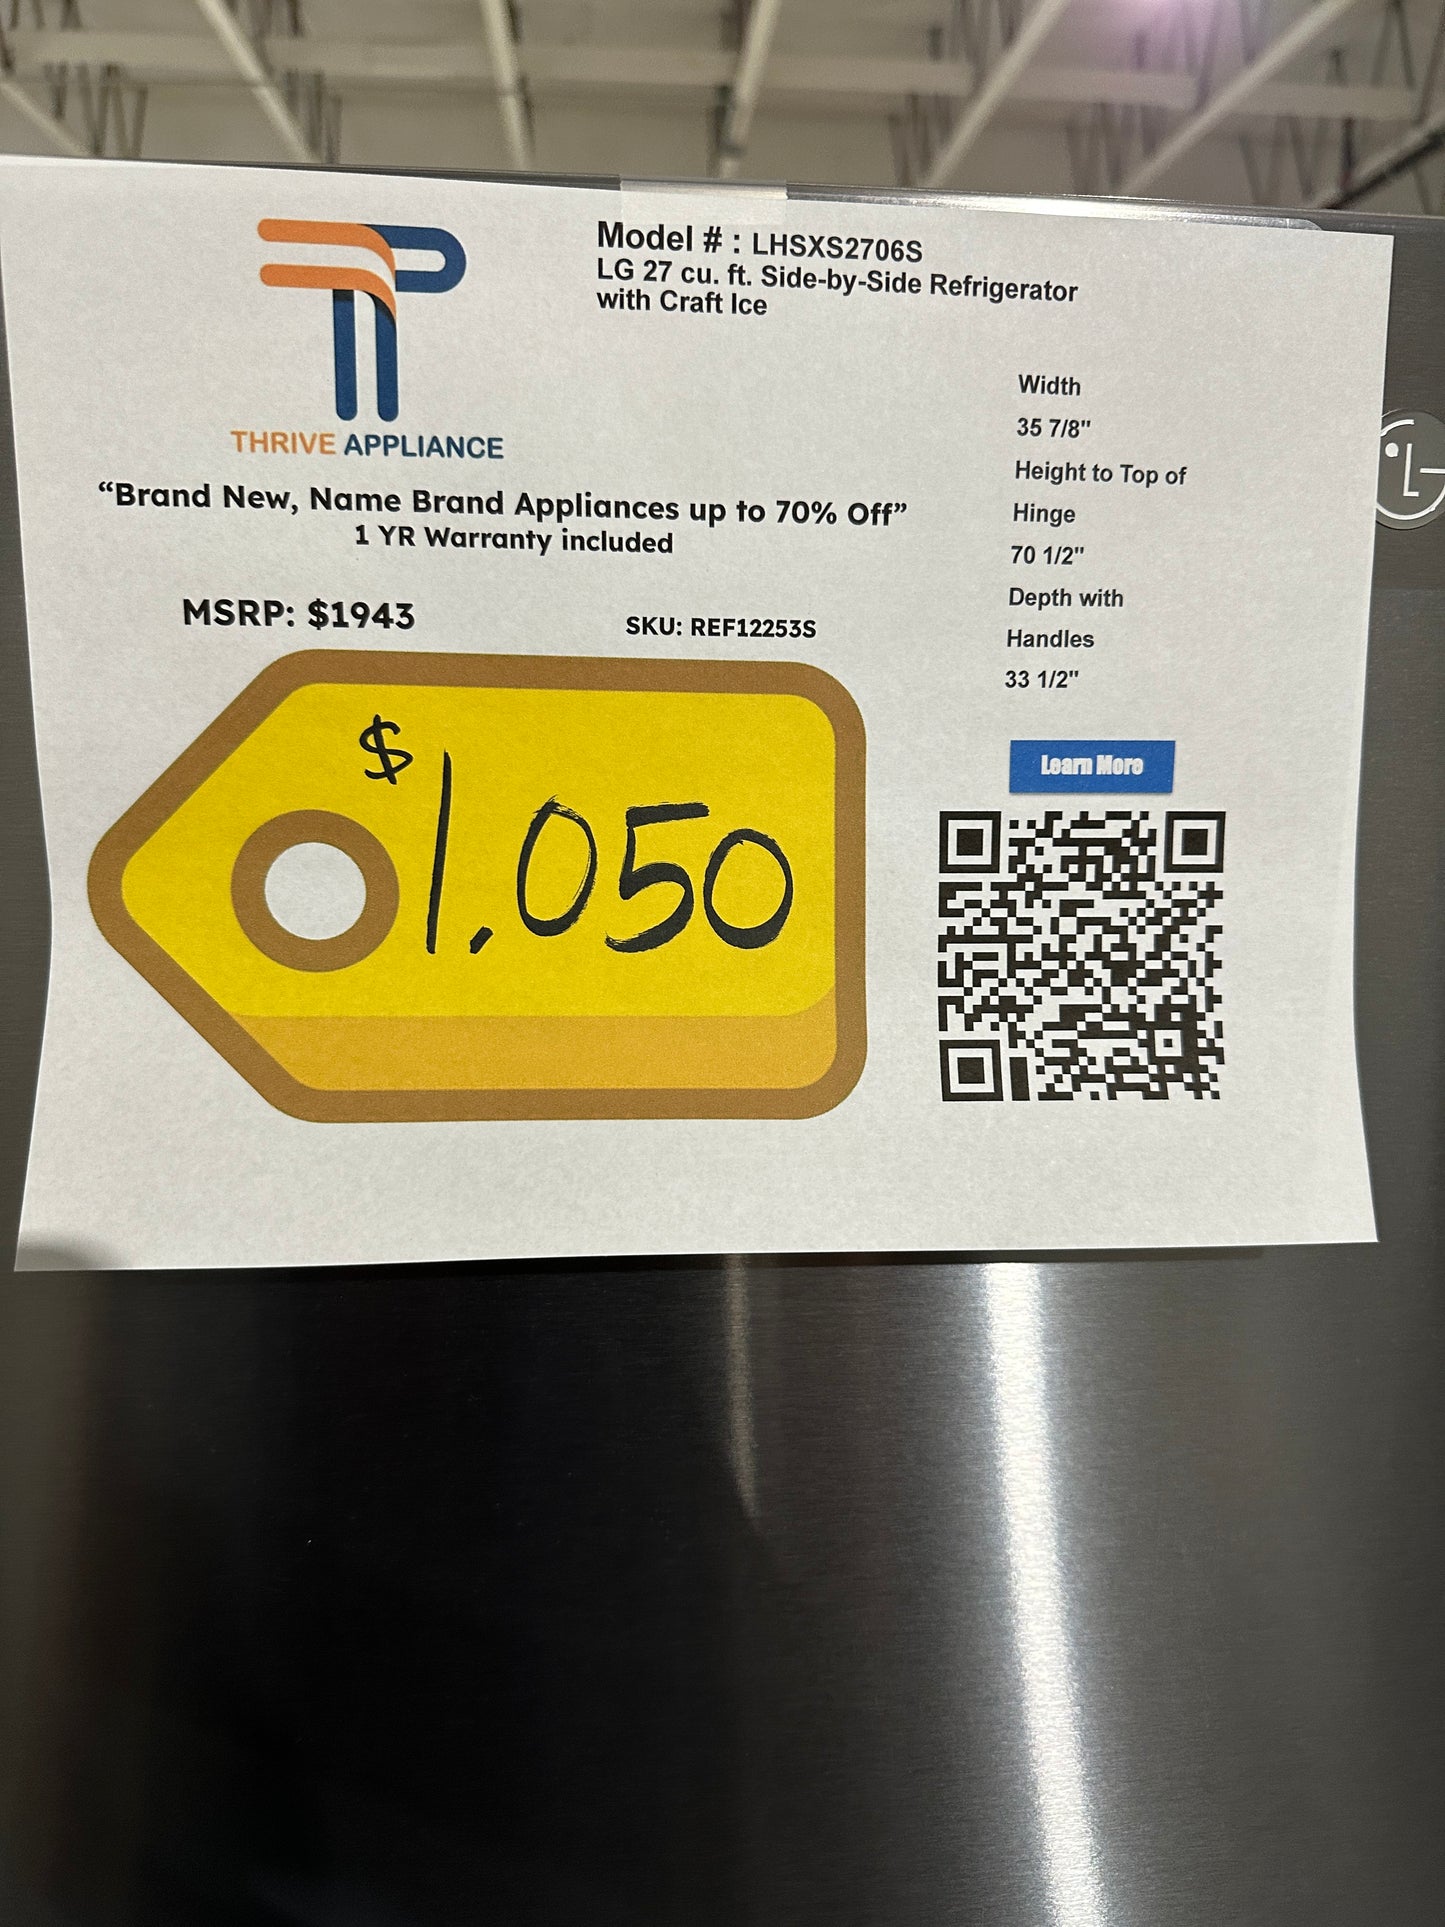 Model # : LHSXS2706S
LG 27 cu. ft. Side-by-Side Refrigerator
with Craft Ice
THRIVE APPLIANCE
“Brand New, Name Brand Appliances up to 70% Off”
1 YR Warranty included
MSRP: $1943
SKU: REF12253S
$1,050
Width
35 7/8"
Height to Top of
Hinge
70 1/2"
Depth with
Handles
33 1/2"
Learn More
LG